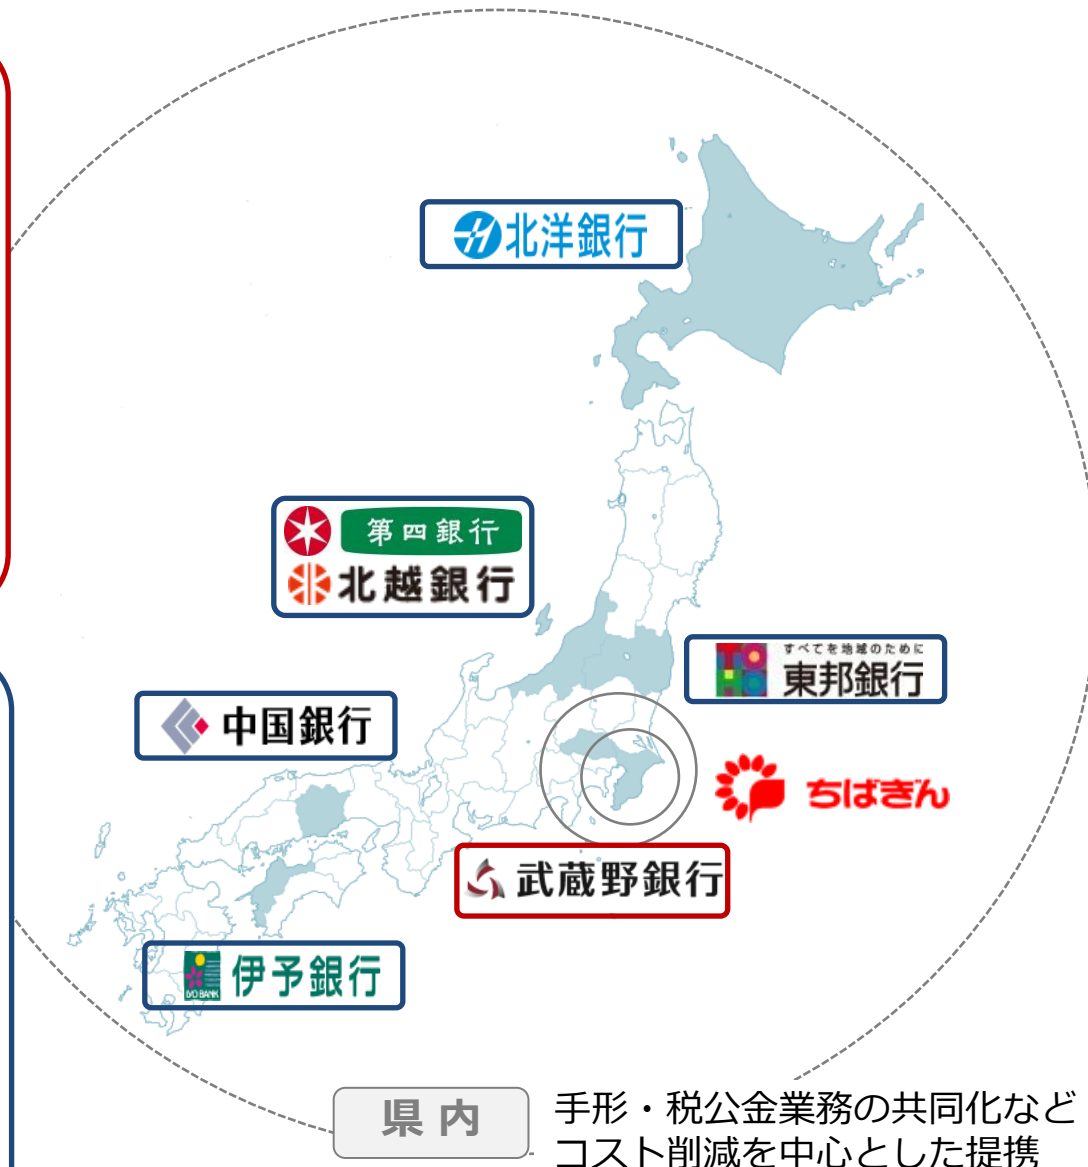 北洋銀行
第四銀行
北越銀行
TOHO
すべてを地域のために
東邦銀行
中国銀行
ちばぎん
武蔵野銀行
IYO BANK
伊予銀行
県内
手形・税公金業務の共同化など
コスト削減を中心とした提携